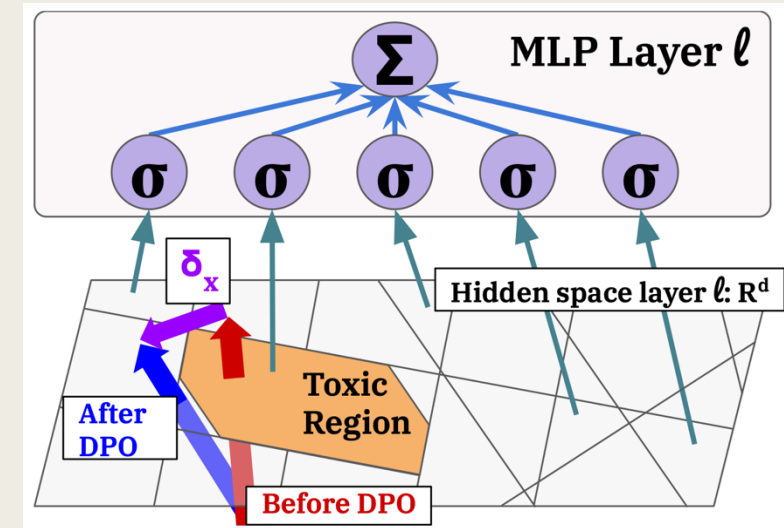 Σ
MLP Layer ℓ
σ σ σ σ σ
δx
Hidden space layer ℓ: Rᵈ
Toxic
Region
After
DPO
Before DPO